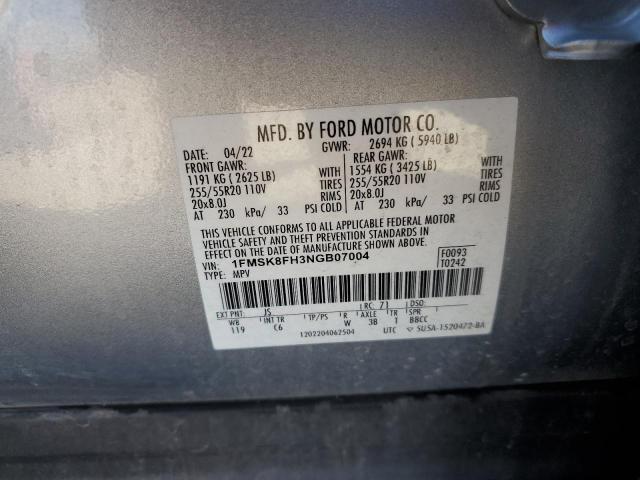 MFD. BY FORD MOTOR CO.
DATE: 04/22 GVWR: 2694 KG ( 5940 LB)
FRONT GAWR: REAR GAWR:
1191 KG ( 2625 LB) WITH 1554 KG ( 3425 LB) WITH
255/55R20 110V TIRES 255/55R20 110V TIRES
20x8.0J RIMS 20x8.0J RIMS
AT 230 kPa/ 33 PSI COLD AT 230 kPa/ 33 PSI COLD
THIS VEHICLE CONFORMS TO ALL APPLICABLE FEDERAL MOTOR
VEHICLE SAFETY AND THEFT PREVENTION STANDARDS IN
EFFECT ON THE DATE OF MANUFACTURE SHOWN ABOVE.
VIN: 1FMSK8FH3NGB07004 F0093
TYPE: MPV T0242
EXT PNT: JS RC: 71 DSO:
WB INT TR TP/PS R AXLE TR SPR
119 C6 W 3B 1 BBCC
1202204062504 UTC SU5A-1520472-BA